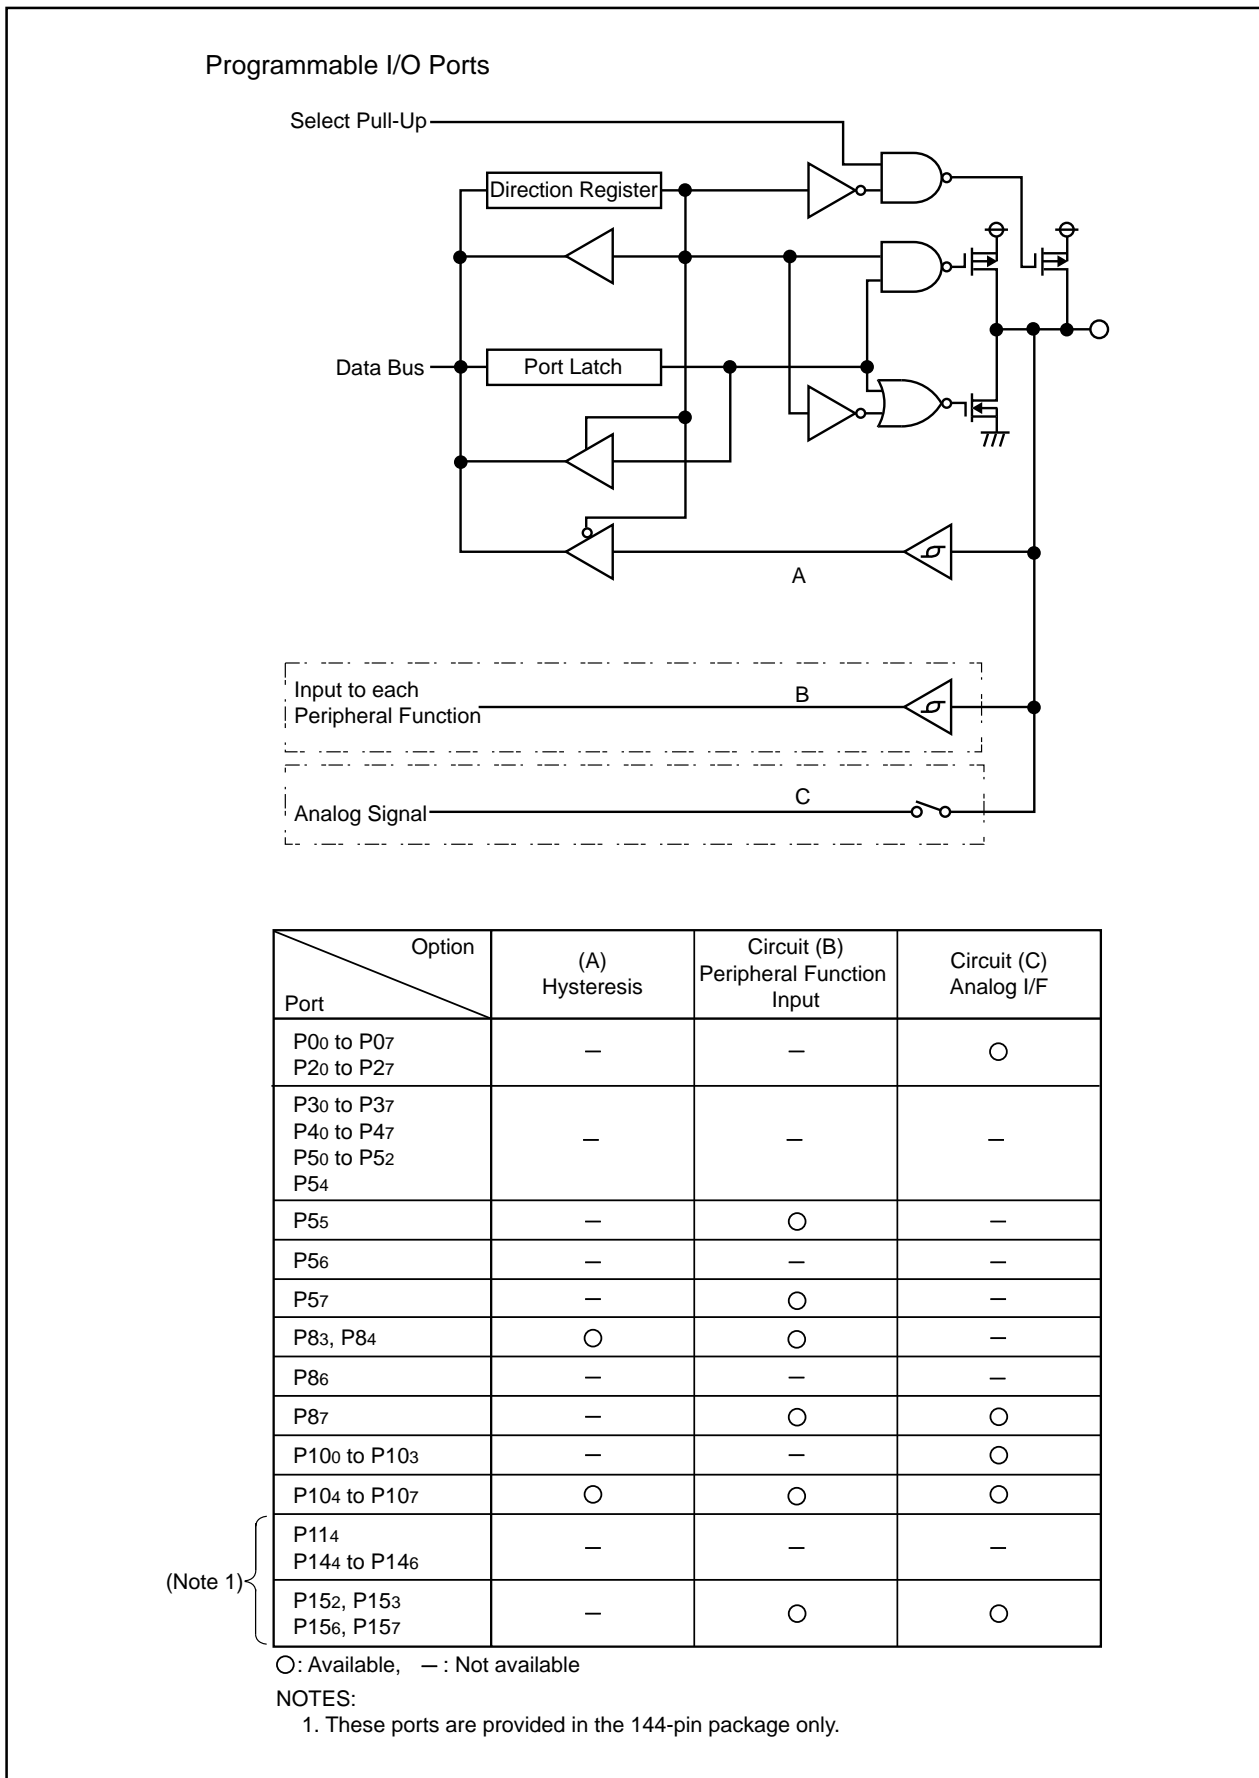 Programmable I/O Ports
Select Pull-Up
Direction Register
Data Bus
Port Latch
A
Input to each
Peripheral Function
B
Analog Signal
C
Option
Port
(A)
Hysteresis
Circuit (B)
Peripheral Function
Input
Circuit (C)
Analog I/F
P00 to P07
P20 to P27
– – ○
P30 to P37
P40 to P47
P50 to P52
P54
– – –
P55 – ○ –
P56 – – –
P57 – ○ –
P83, P84 ○ ○ –
P86 – – –
P87 – ○ ○
P100 to P103 – – ○
P104 to P107 ○ ○ ○
(Note 1)
P114
P144 to P146
– – –
P152, P153
P156, P157
– ○ ○
○: Available, – : Not available
NOTES:
1. These ports are provided in the 144-pin package only.